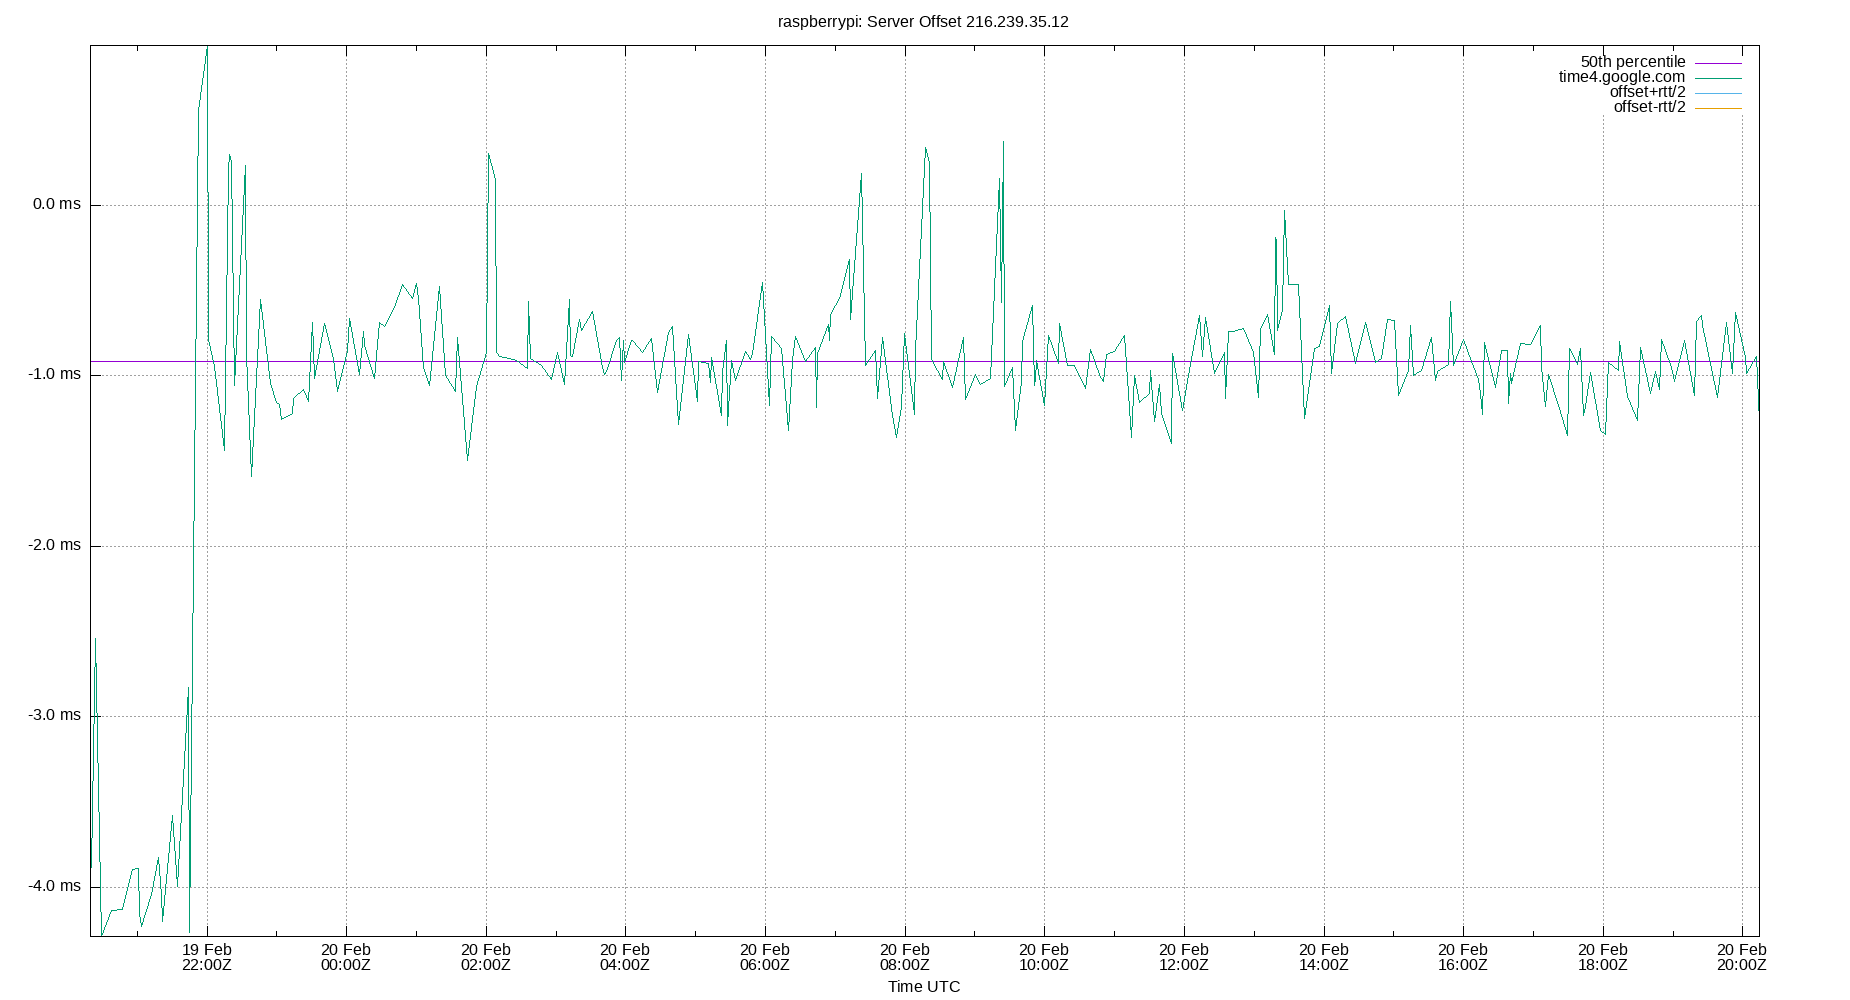 raspberrypi: Server Offset 216.239.35.12
50th percentile
time4.google.com
offset+rtt/2
offset-rtt/2
0.0 ms
-1.0 ms
-2.0 ms
-3.0 ms
-4.0 ms
19 Feb 20 Feb 20 Feb 20 Feb 20 Feb 20 Feb 20 Feb 20 Feb 20 Feb 20 Feb 20 Feb 20 Feb
22:00Z 00:00Z 02:00Z 04:00Z 06:00Z 08:00Z 10:00Z 12:00Z 14:00Z 16:00Z 18:00Z 20:00Z
Time UTC